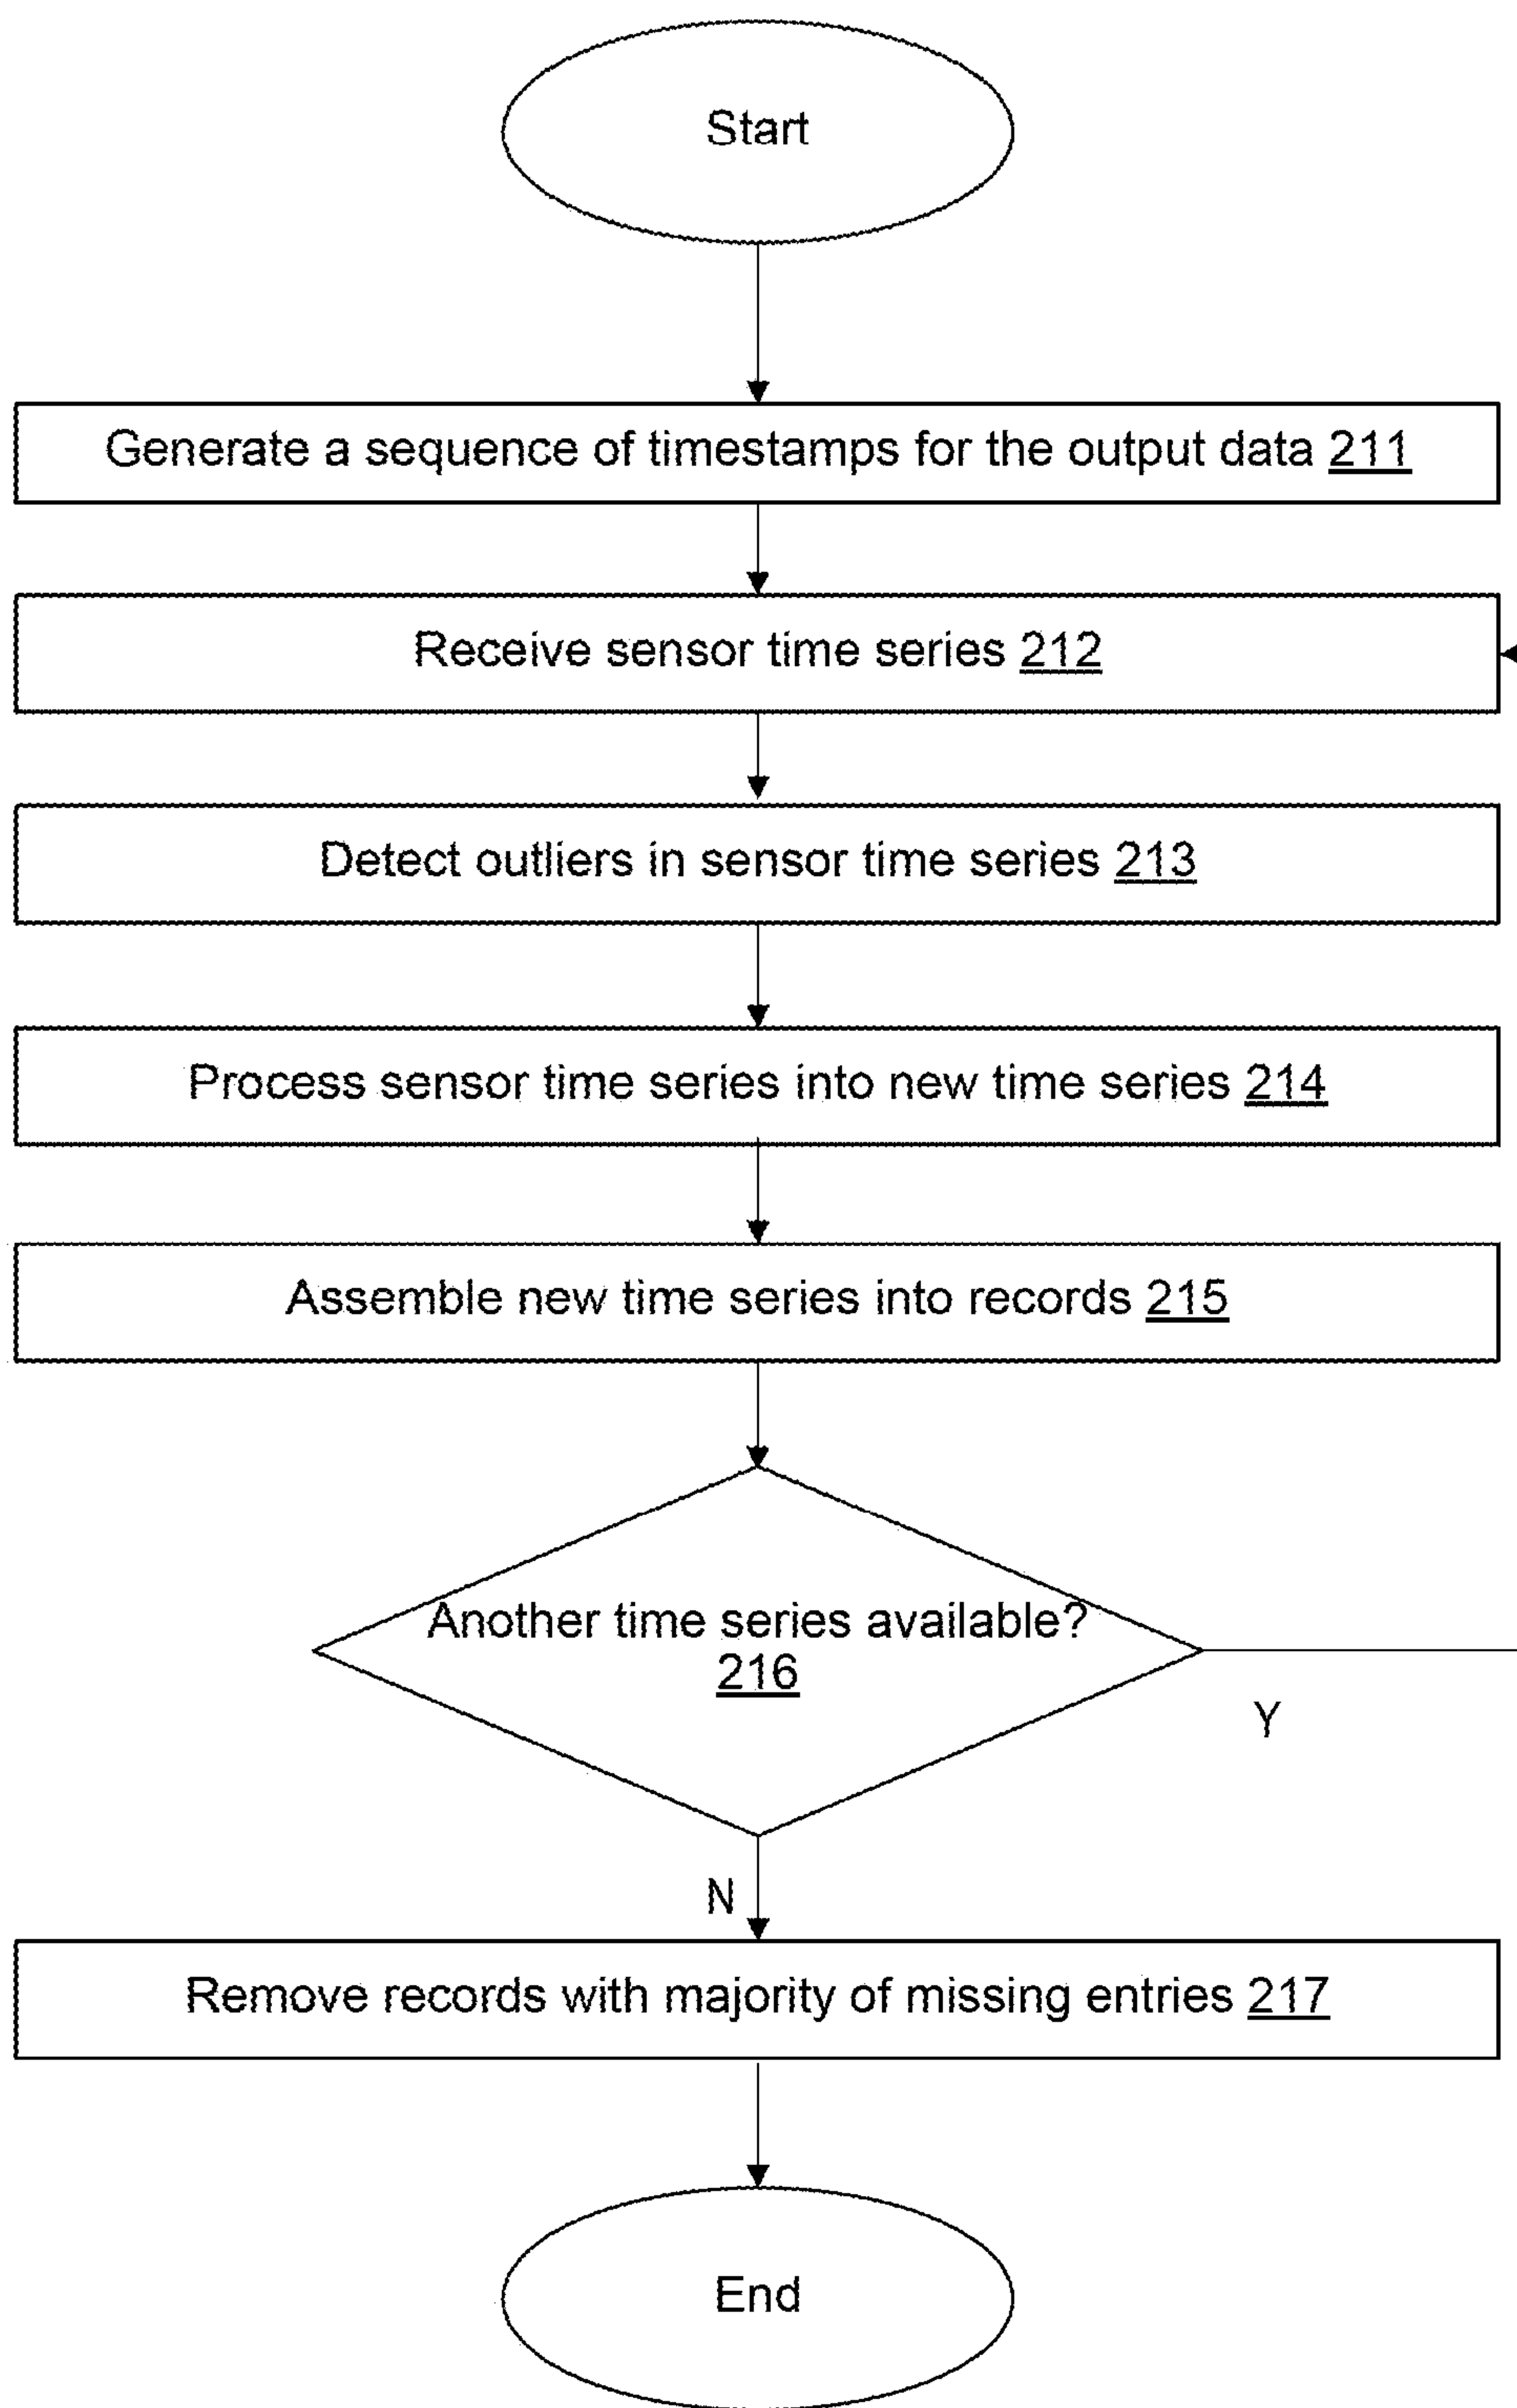 Start
Generate a sequence of timestamps for the output data 211
Receive sensor time series 212
Detect outliers in sensor time series 213
Process sensor time series into new time series 214
Assemble new time series into records 215
Another time series available?
216
Y
N
Remove records with majority of missing entries 217
End